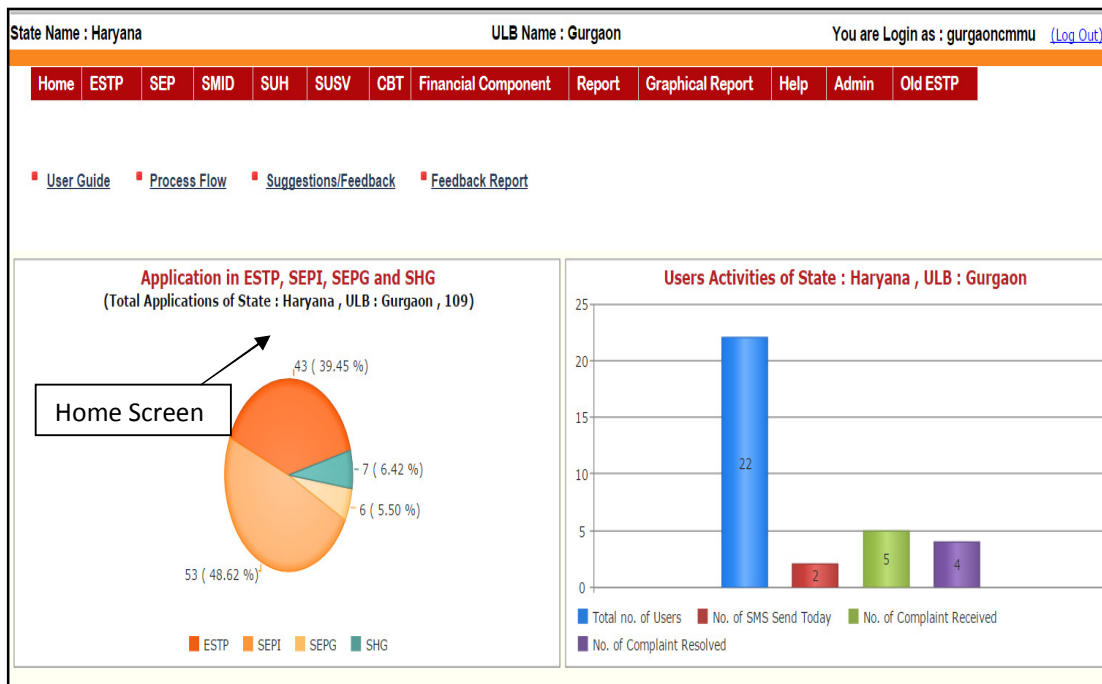 State Name : Haryana ULB Name : Gurgaon You are Login as : gurgaoncmmu (Log Out)
Home ESTP SEP SMID SUH SUSV CBT Financial Component Report Graphical Report Help Admin Old ESTP
User Guide Process Flow Suggestions/Feedback Feedback Report
Application in ESTP, SEPI, SEPG and SHG
(Total Applications of State : Haryana , ULB : Gurgaon , 109)
43 ( 39.45 %)
Home Screen
7 ( 6.42 %)
6 ( 5.50 %)
53 ( 48.62 %)
ESTP SEPI SEPG SHG
Users Activities of State : Haryana , ULB : Gurgaon
25
20
15
10
5
0
22
2
5
4
Total no. of Users No. of SMS Send Today No. of Complaint Received
No. of Complaint Resolved